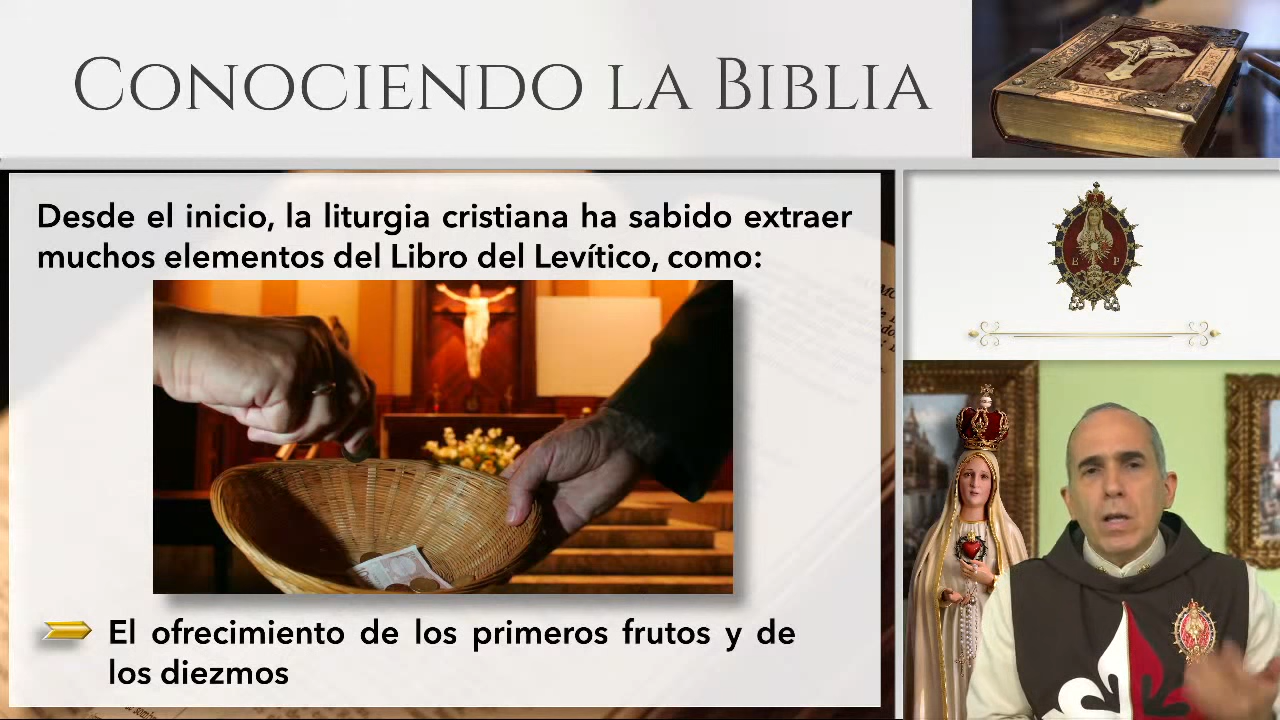 CONOCIENDO LA BIBLIA
Desde el inicio, la liturgia cristiana ha sabido extraer
muchos elementos del Libro del Levítico, como:
E P
El ofrecimiento de los primeros frutos y de
los diezmos